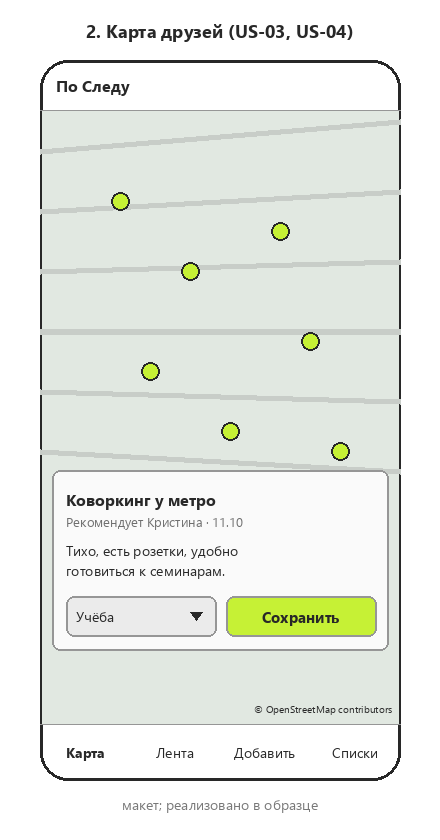 2. Карта друзей (US-03, US-04)
По Следу
Коворкинг у метро
Рекомендует Кристина · 11.10
Тихо, есть розетки, удобно
готовиться к семинарам.
Учёба
Сохранить
© OpenStreetMap contributors
Карта Лента Добавить Списки
макет; реализовано в образце